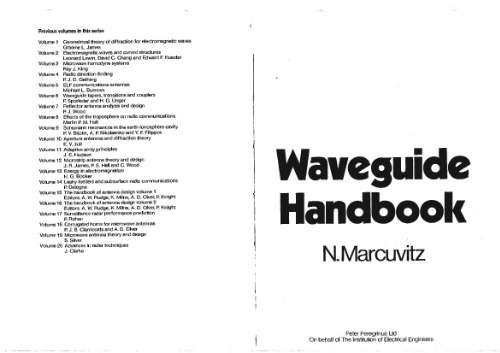 Previous volumes in this series
Volume 1 Geometrical theory of diffraction for electromagnetic waves
Graeme L. James
Volume 2 Electromagnetic waves and curved structures
Leonard Lewin, David C. Chang and Edward F. Kuester
Volume 3 Microwave homodyne systems
Ray J. King
Volume 4 Radio direction-finding
P. J. D. Gething
Volume 5 ELF communications antennas
Michael L. Burrows
Volume 6 Waveguide tapers, transitions and couplers
F. Sporleder and H. G. Unger
Volume 7 Reflector antenna analysis and design
P. J. Wood
Volume 8 Effects of the troposphere on radio communications
Martin P. M. Hall
Volume 9 Schumann resonances in the earth-ionosphere cavity
P. V. Bliokh, A. P. Nikolaenko and Y. F. Filippov
Volume 10 Aperture antennas and diffraction theory
E. V. Jull
Volume 11 Adaptive array principles
J. E. Hudson
Volume 12 Microstrip antenna theory and design
J. R. James, P. S. Hall and C. Wood
Volume 13 Energy in electromagnetism
H. G. Booker
Volume 14 Leaky feeders and subsurface radio communications
P. Delogne
Volume 15 The handbook of antenna design volume 1
Editors: A. W. Rudge, K. Milne, A. D. Olver, P. Knight
Volume 16 The handbook of antenna design volume 2
Editors: A. W. Rudge, K. Milne, A. D. Olver, P. Knight
Volume 17 Surveillance radar performance prediction
P. Rohan
Volume 18 Corrugated horns for microwave antennas
P. J. B. Clarricoats and A. D. Olver
Volume 19 Microwave antenna theory and design
S. Silver
Volume 20 Advances in radar techniques
J. Clarke
Waveguide
Handbook
N. Marcuvitz
Peter Peregrinus Ltd
On behalf of The Institution of Electrical Engineers